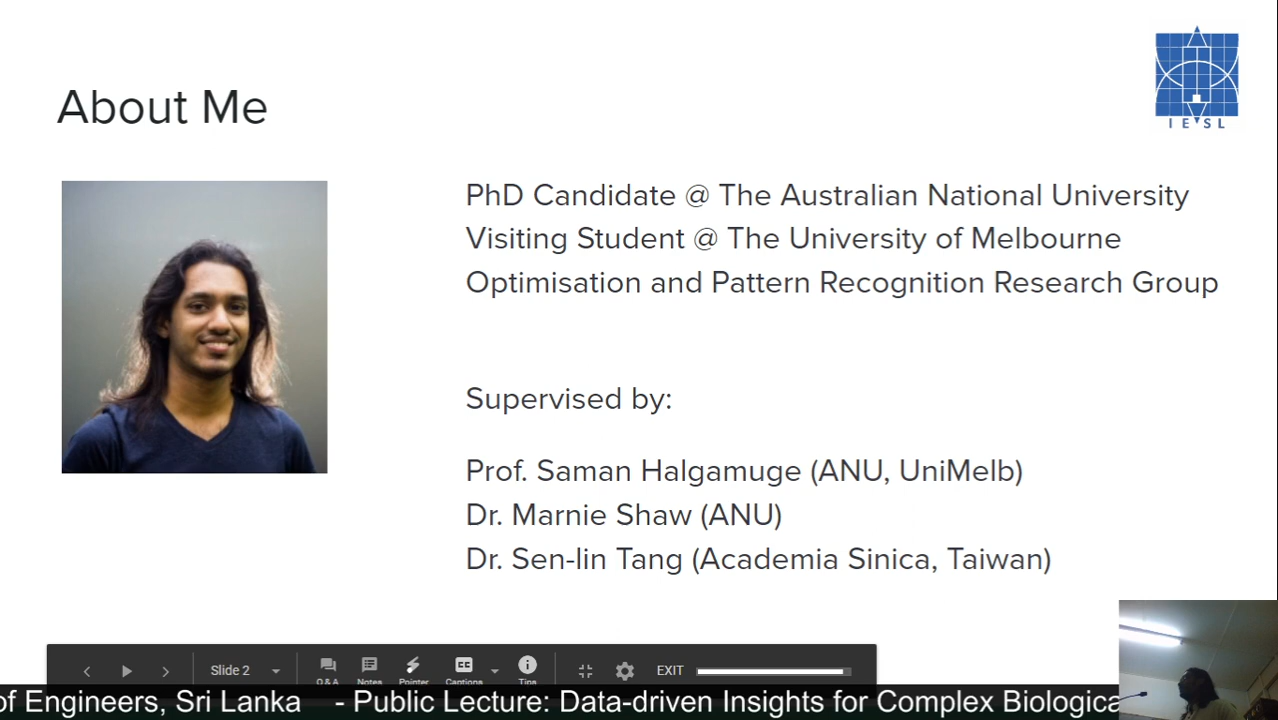 About Me
IESL
PhD Candidate @ The Australian National University
Visiting Student @ The University of Melbourne
Optimisation and Pattern Recognition Research Group
Supervised by:
Prof. Saman Halgamuge (ANU, UniMelb)
Dr. Marnie Shaw (ANU)
Dr. Sen-lin Tang (Academia Sinica, Taiwan)
Slide 2
Q & A
Notes
Pointer
Captions
Tips
EXIT
of Engineers, Sri Lanka - Public Lecture: Data-driven Insights for Complex Biologica